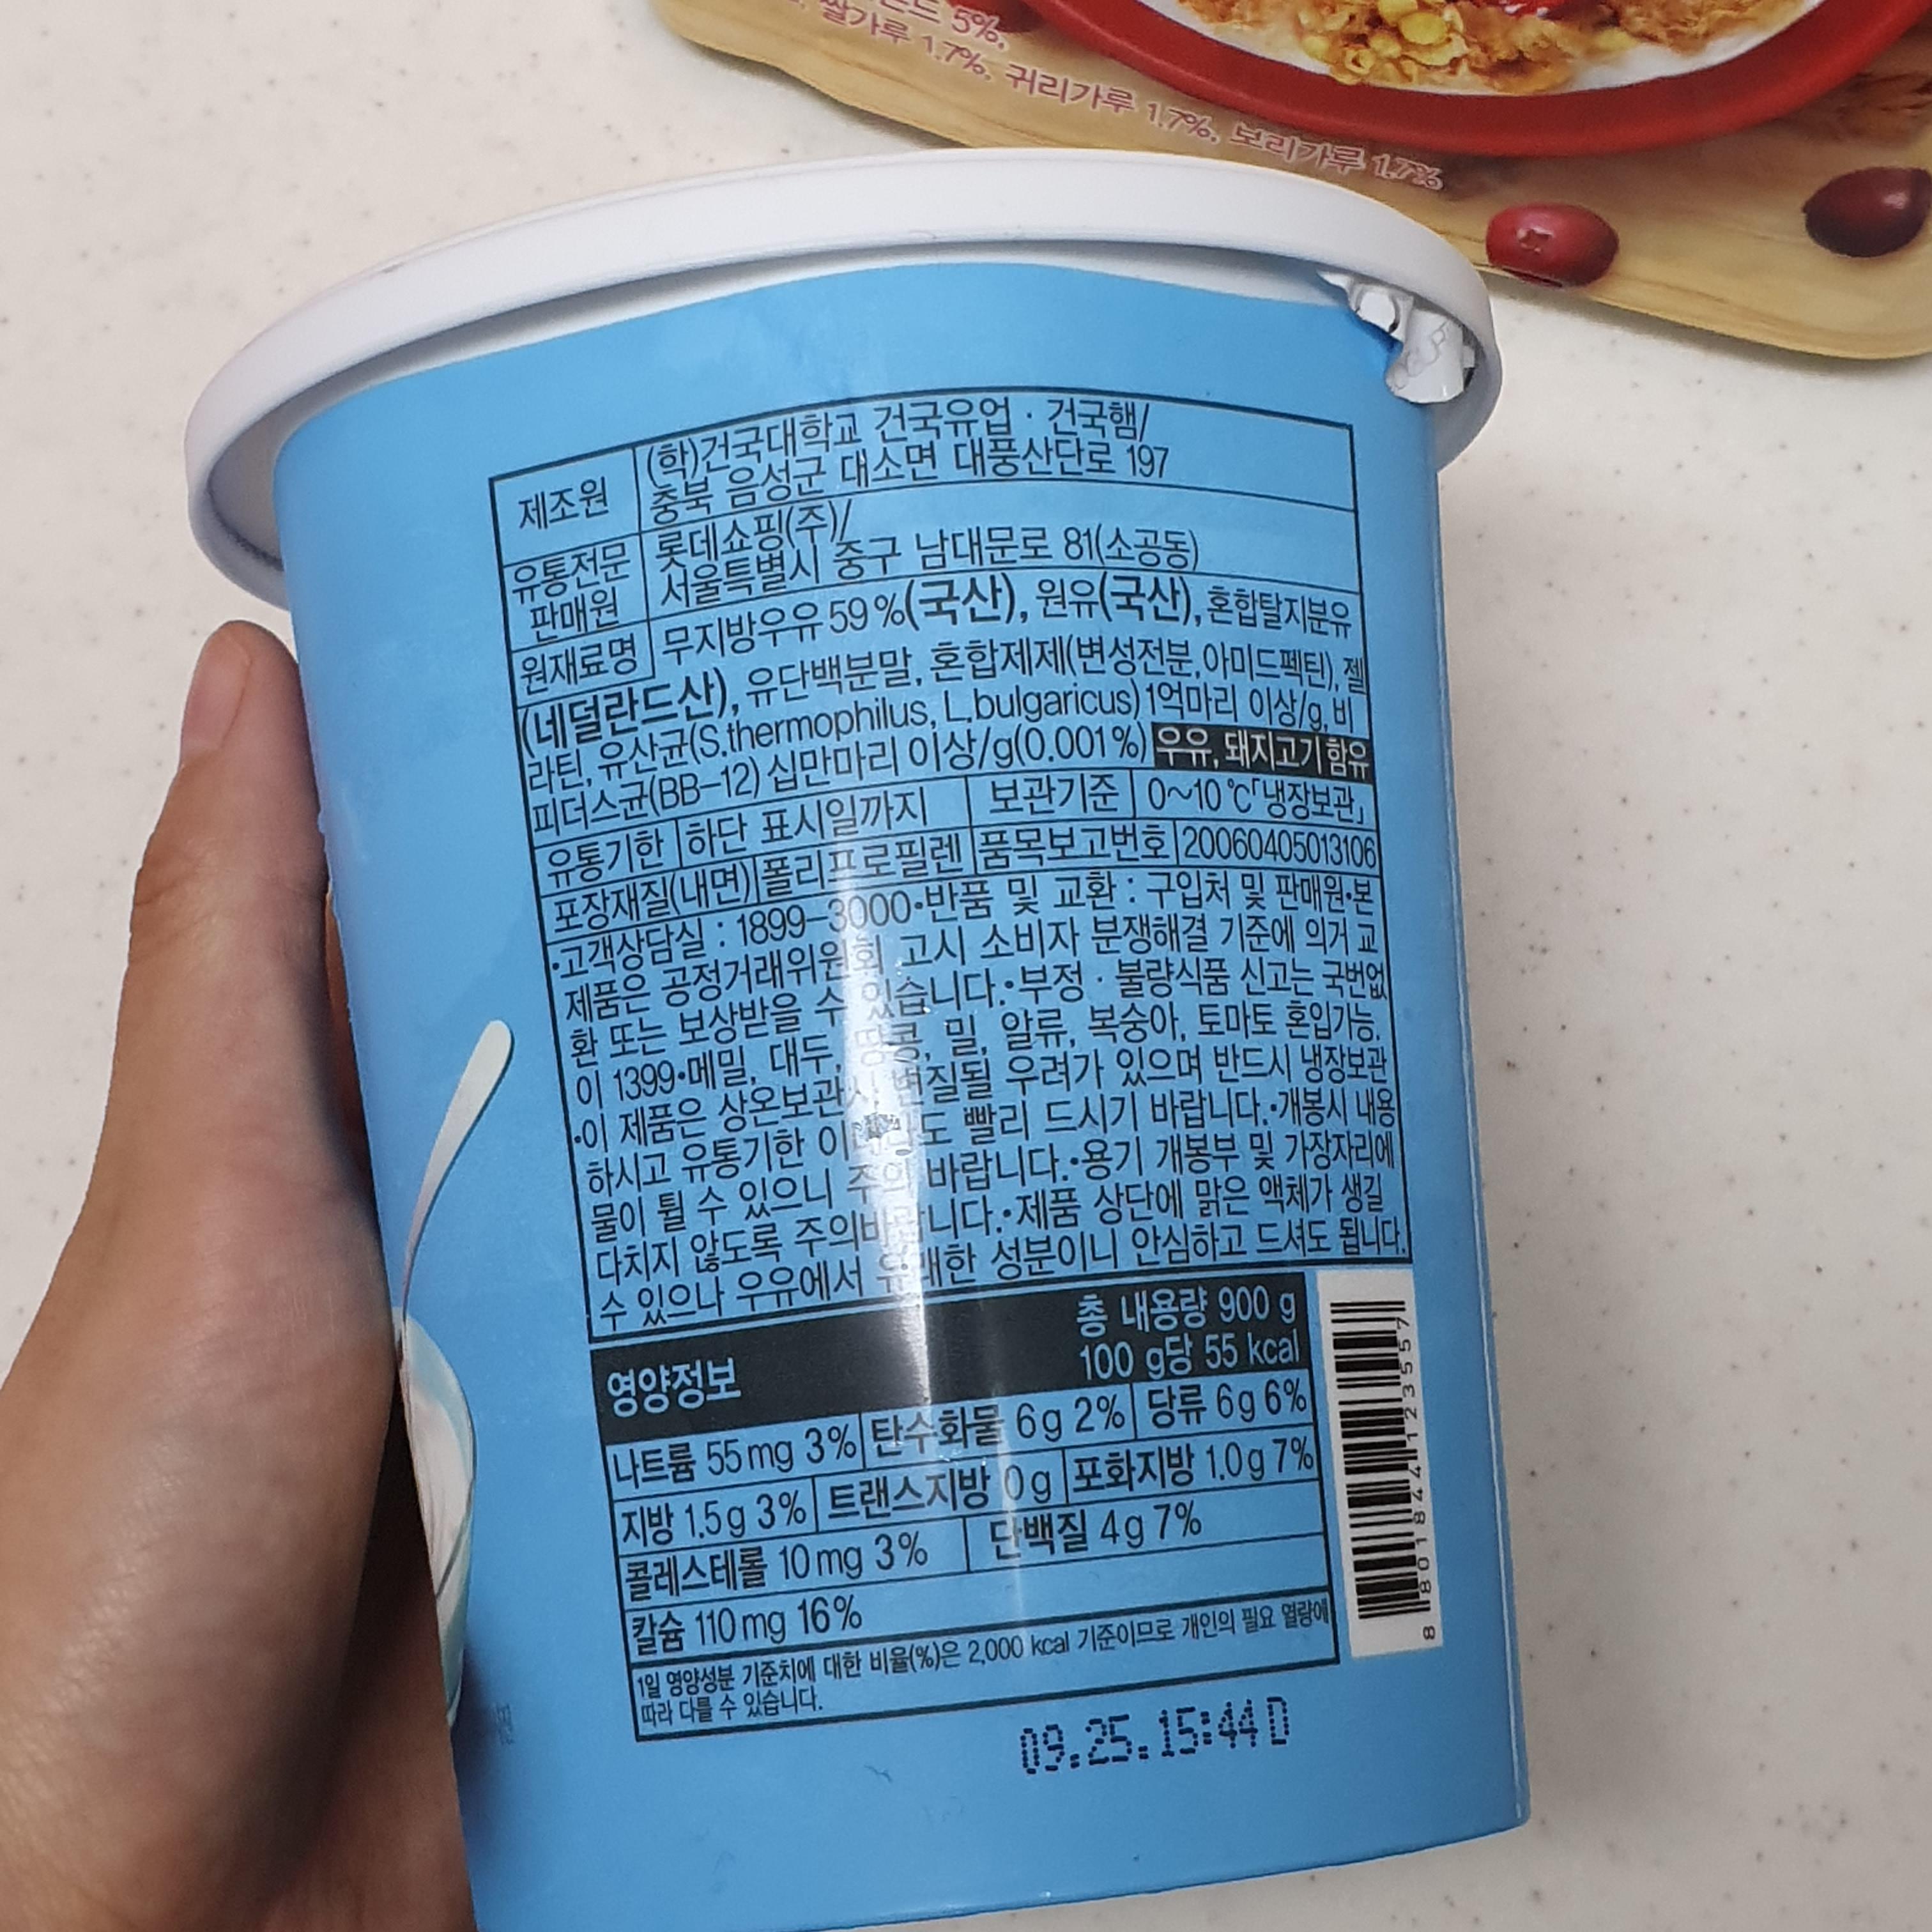 5%,
쌀가루 1.7%, 귀리가루 1.7%, 보리가루 1.7%
제조원
(학)건국대학교 건국유업 · 건국햄/
충북 음성군 대소면 대풍산단로 197
유통전문
판매원
롯데쇼핑(주)/
서울특별시 중구 남대문로 81(소공동)
원재료명 무지방우유 59 %(국산), 원유(국산), 혼합탈지분유
(네덜란드산), 유단백분말, 혼합제제(변성전분,아미드펙틴), 젤
라틴, 유산균(S.thermophilus, L.bulgaricus) 1억마리 이상/g, 비
피더스균(BB-12) 십만마리 이상/g(0.001%) 우유, 돼지고기 함유
유통기한 하단 표시일까지 보관기준 0~10 ℃「냉장보관」
포장재질(내면) 폴리프로필렌 품목보고번호 20060405013106
•고객상담실 : 1899-3000•반품 및 교환 : 구입처 및 판매원•본
제품은 공정거래위원회 고시 소비자 분쟁해결 기준에 의거 교
환 또는 보상받을 수 있습니다.•부정 · 불량식품 신고는 국번없
이 1399•메밀, 대두, 땅콩, 밀, 알류, 복숭아, 토마토 혼입가능.
•이 제품은 상온보관시 변질될 우려가 있으며 반드시 냉장보관
하시고 유통기한 이내라도 빨리 드시기 바랍니다.•개봉시 내용
물이 튈 수 있으니 주의 바랍니다.•용기 개봉부 및 가장자리에
다치지 않도록 주의바랍니다.•제품 상단에 맑은 액체가 생길
수 있으나 우유에서 유래한 성분이니 안심하고 드셔도 됩니다.
영양정보
총 내용량 900 g
100 g당 55 kcal
나트륨 55 mg 3% 탄수화물 6 g 2% 당류 6 g 6%
지방 1.5 g 3% 트랜스지방 0 g 포화지방 1.0 g 7%
콜레스테롤 10 mg 3% 단백질 4 g 7%
칼슘 110 mg 16%
1일 영양성분 기준치에 대한 비율(%)은 2,000 kcal 기준이므로 개인의 필요 열량에
따라 다를 수 있습니다.
8 801844 123557
09.25.15:44 D